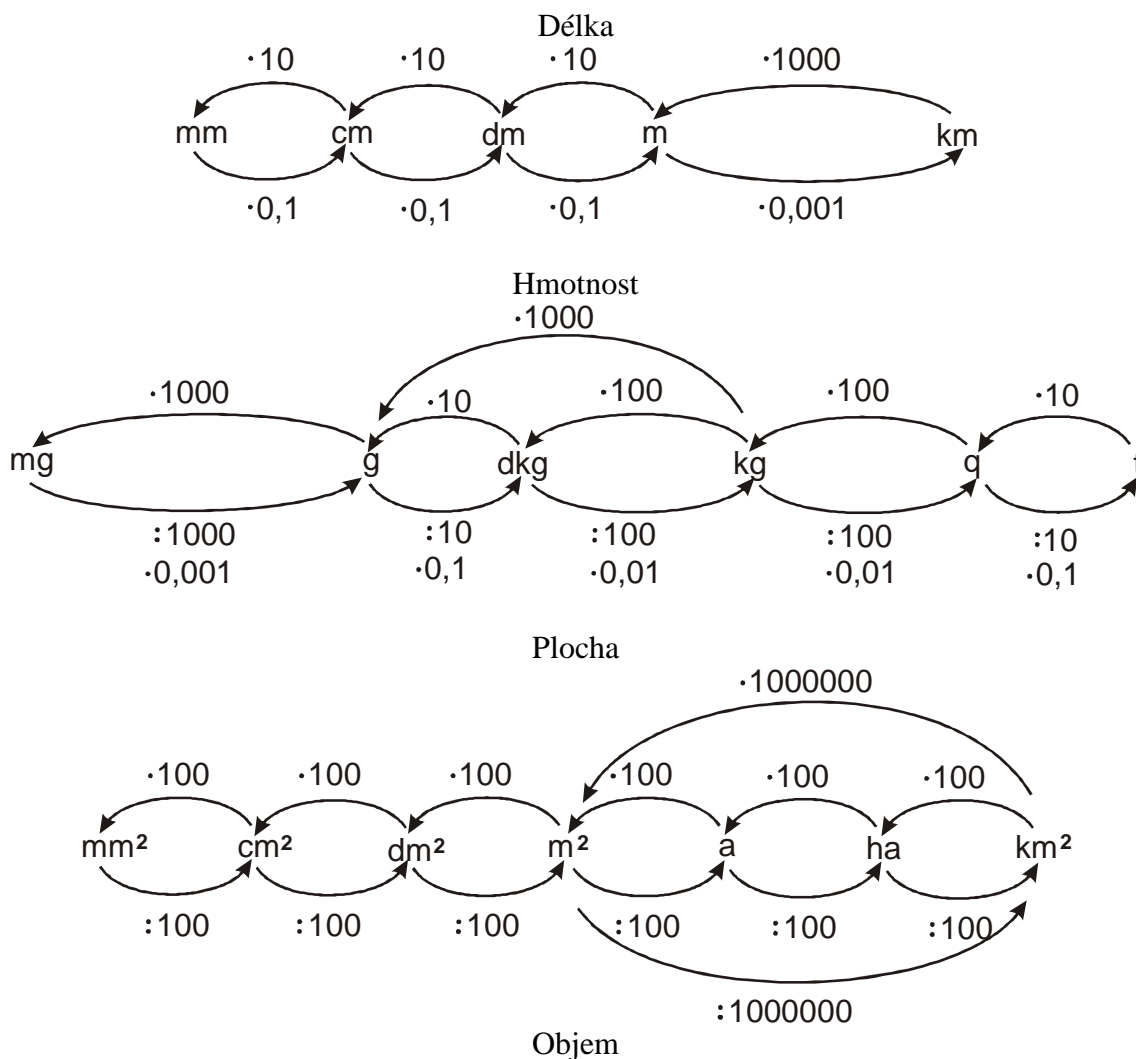 Délka
·10 ·10 ·10 ·1000
mm cm dm m km
·0,1 ·0,1 ·0,1 ·0,001
Hmotnost
·1000
·1000 ·10 ·100 ·100 ·10
mg g dkg kg q
:1000 :10 :100 :100 :10
·0,001 ·0,1 ·0,01 ·0,01 ·0,1
Plocha
·1000000
·100 ·100 ·100 ·100 ·100 ·100
mm² cm² dm² m² a ha km²
:100 :100 :100 :100 :100 :100
:1000000
Objem